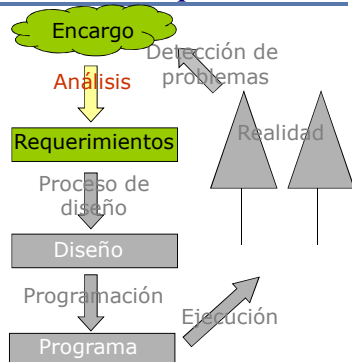 Encargo
Detección de
problemas
Análisis
Realidad
Requerimientos
Proceso de
diseño
Diseño
Programación
Ejecución
Programa